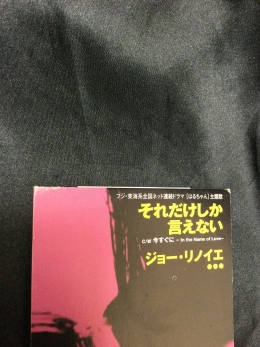 フジ・東海系全国ネット連続ドラマ「はるちゃん」主題歌
それだけしか
言えない
C/W 今すぐに – In the Name of Love –
ジョー・リノイエ